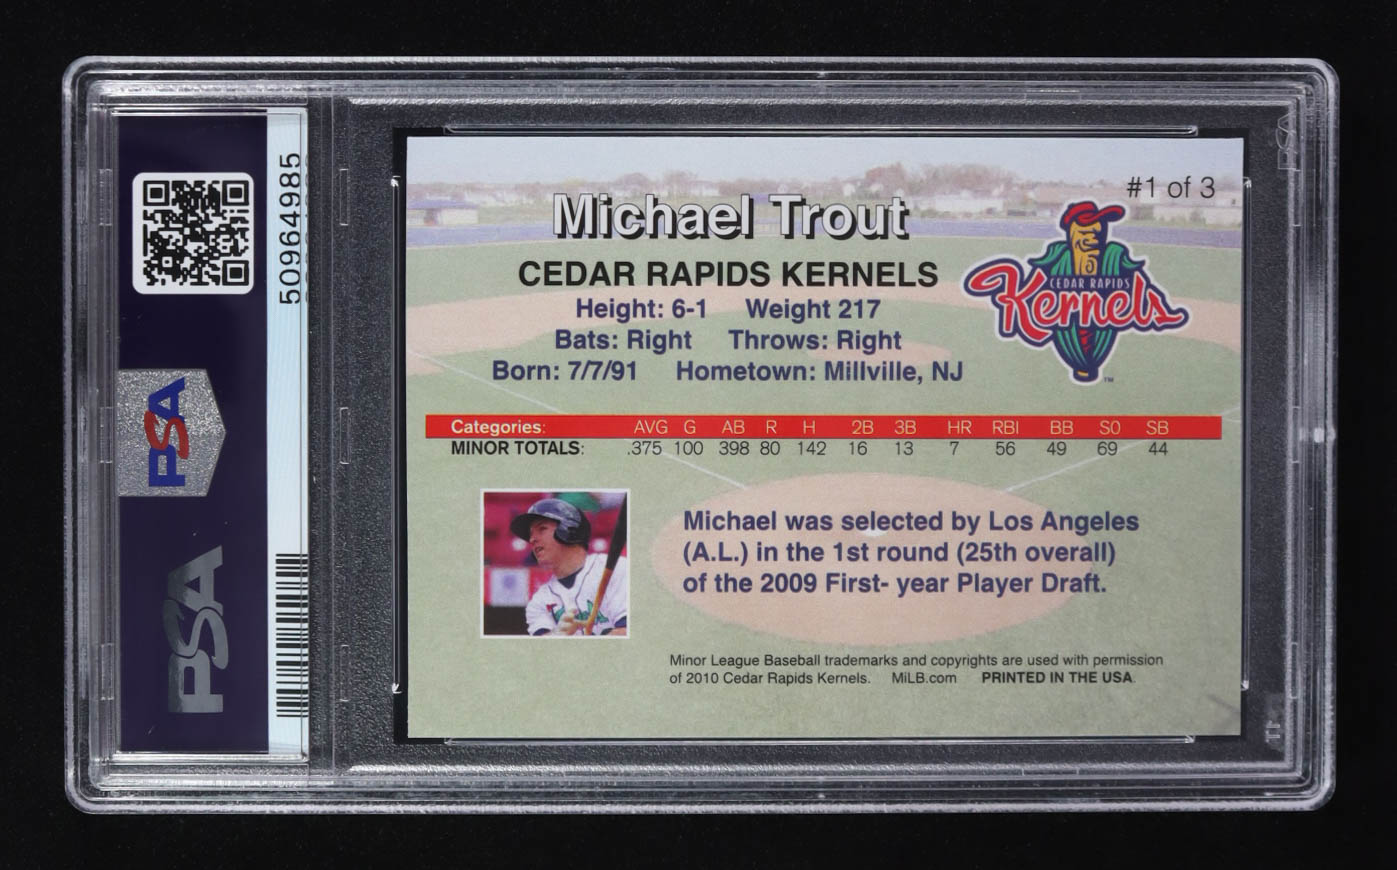 50964985
PSA
PSA
#1 of 3
Michael Trout
CEDAR RAPIDS KERNELS
CEDAR RAPIDS
Kernels
TM
Height: 6-1 Weight 217
Bats: Right Throws: Right
Born: 7/7/91 Hometown: Millville, NJ
Categories: AVG G AB R H 2B 3B HR RBI BB SO SB
MINOR TOTALS: .375 100 398 80 142 16 13 7 56 49 69 44
Michael was selected by Los Angeles
(A.L.) in the 1st round (25th overall)
of the 2009 First- year Player Draft.
Minor League Baseball trademarks and copyrights are used with permission
of 2010 Cedar Rapids Kernels. MiLB.com PRINTED IN THE USA.